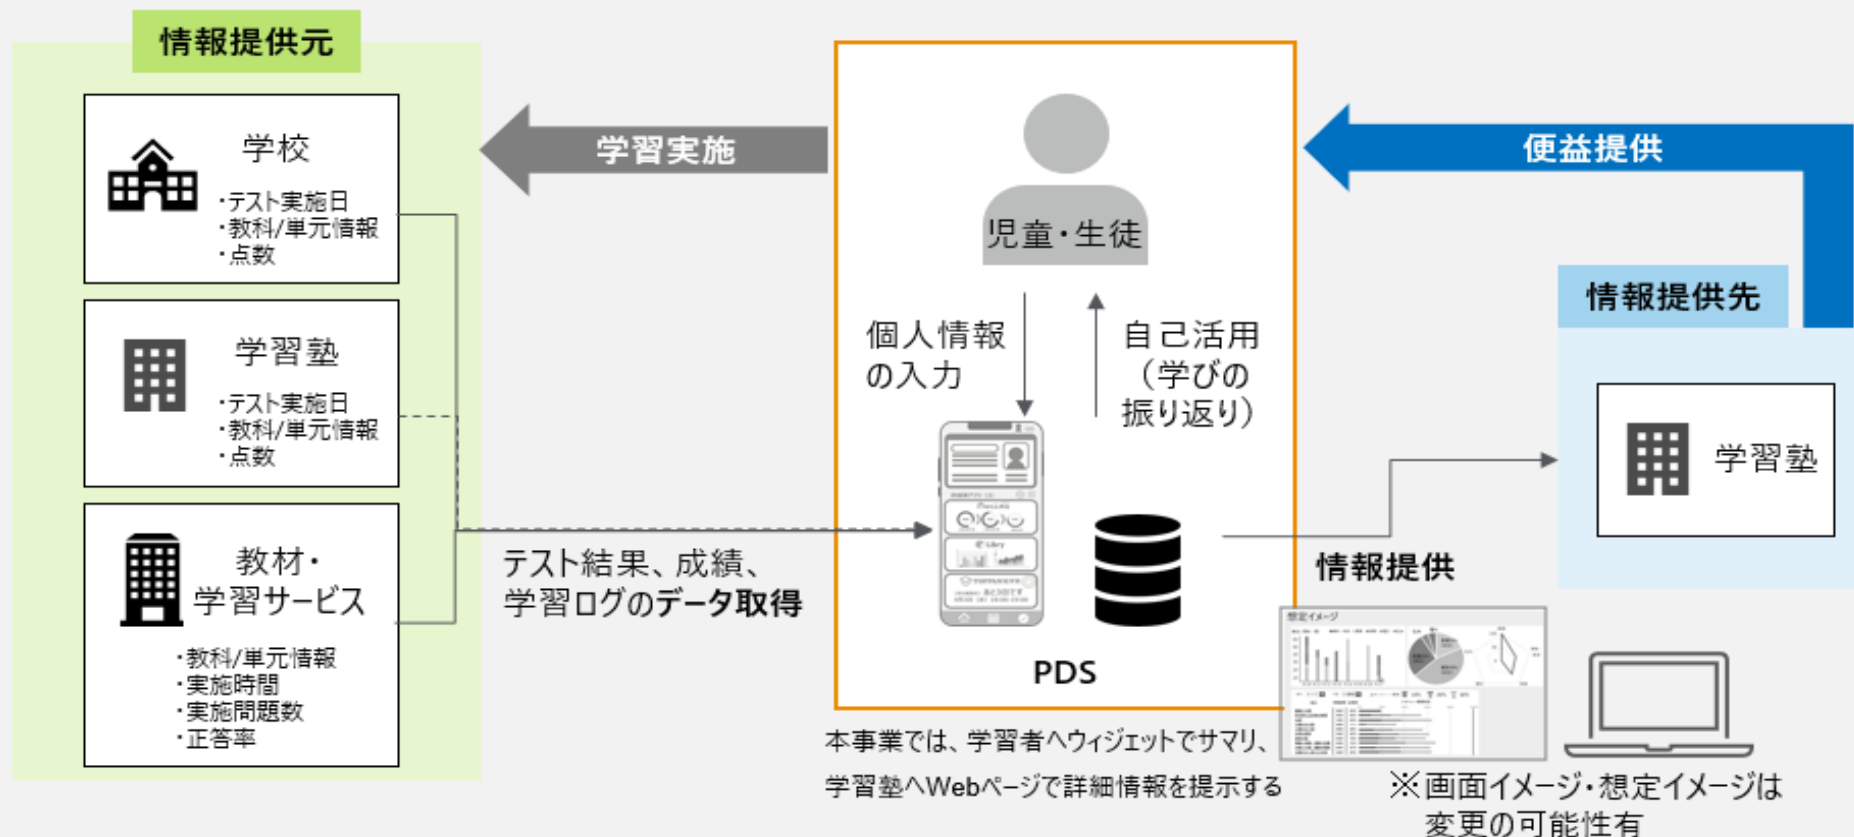 情報提供元
学校
・テスト実施日
・教科/単元情報
・点数
学習塾
・テスト実施日
・教科/単元情報
・点数
教材・
学習サービス
・教科/単元情報
・実施時間
・実施問題数
・正答率
学習実施
テスト結果、成績、
学習ログのデータ取得
児童・生徒
個人情報
の入力
自己活用
（学びの
振り返り）
PDS
本事業では、学習者へウィジェットでサマリ、
学習塾へWebページで詳細情報を提示する
便益提供
情報提供先
学習塾
情報提供
想定イメージ
※画面イメージ・想定イメージは
変更の可能性有